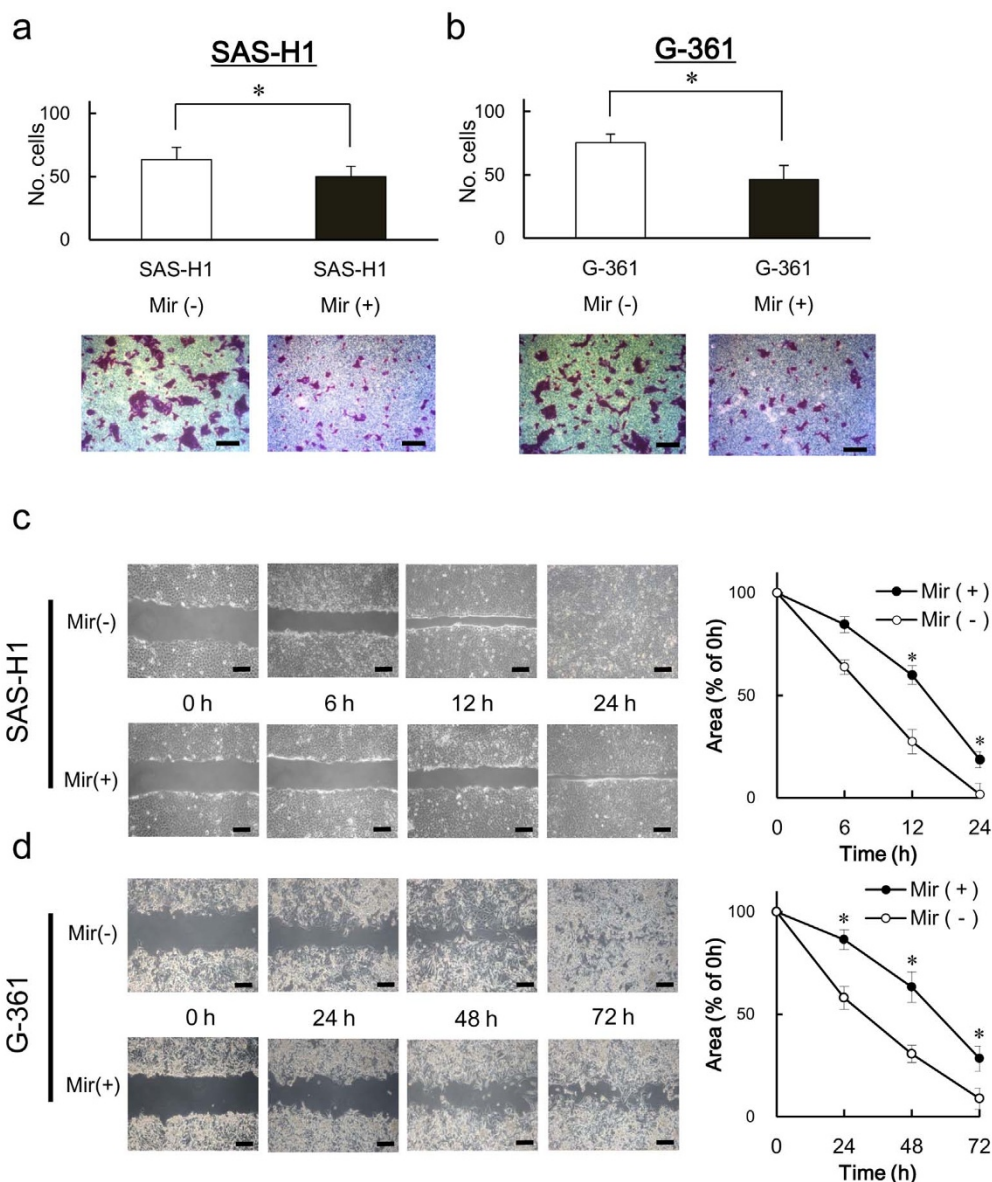 a
SAS-H1
*
100
50
0
No. cells
SAS-H1
SAS-H1
Mir (-)
Mir (+)
b
G-361
*
100
50
0
No. cells
G-361
G-361
Mir (-)
Mir (+)
c
SAS-H1
Mir(-)
0 h
6 h
12 h
24 h
Mir(+)
Mir ( + )
Mir ( - )
100
50
0
Area (% of 0h)
*
*
0
6
12
24
Time (h)
d
G-361
Mir(-)
0 h
24 h
48 h
72 h
Mir(+)
Mir ( + )
Mir ( - )
100
50
0
Area (% of 0h)
*
*
*
0
24
48
72
Time (h)